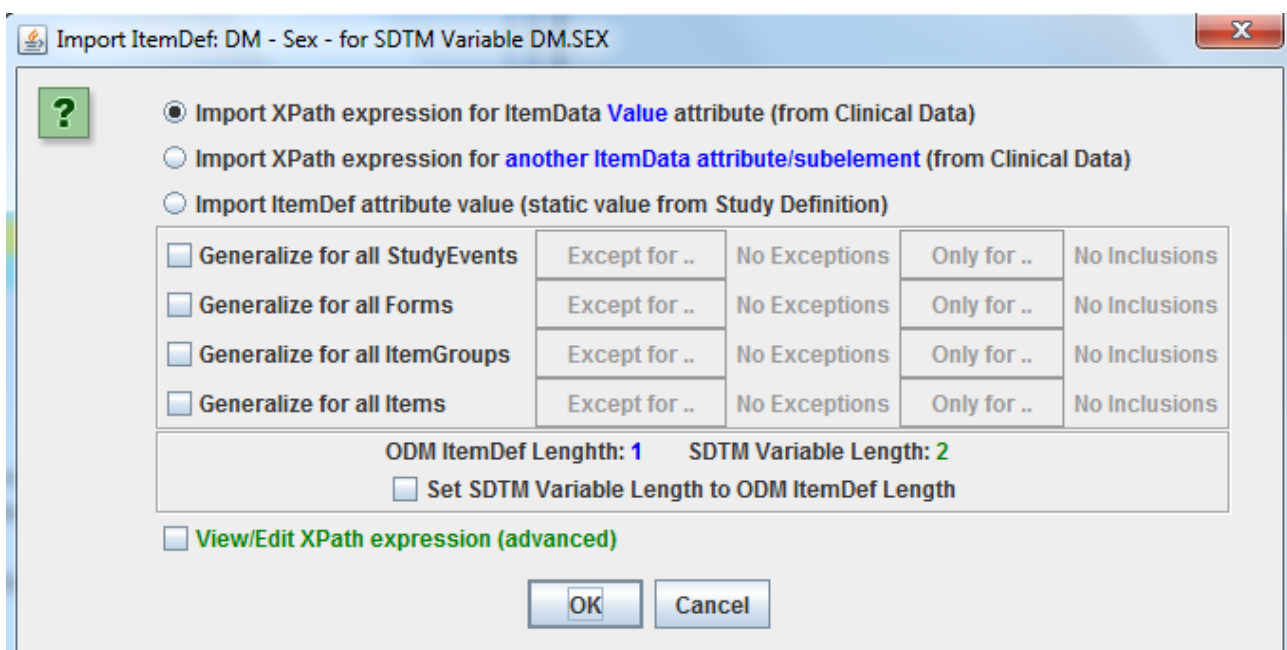 Import ItemDef: DM - Sex - for SDTM Variable DM.SEX
x
?
Import XPath expression for ItemData Value attribute (from Clinical Data)
Import XPath expression for another ItemData attribute/subelement (from Clinical Data)
Import ItemDef attribute value (static value from Study Definition)
Generalize for all StudyEvents Except for .. No Exceptions Only for .. No Inclusions
Generalize for all Forms Except for .. No Exceptions Only for .. No Inclusions
Generalize for all ItemGroups Except for .. No Exceptions Only for .. No Inclusions
Generalize for all Items Except for .. No Exceptions Only for .. No Inclusions
ODM ItemDef Lenghth: 1 SDTM Variable Length: 2
Set SDTM Variable Length to ODM ItemDef Length
View/Edit XPath expression (advanced)
OK Cancel